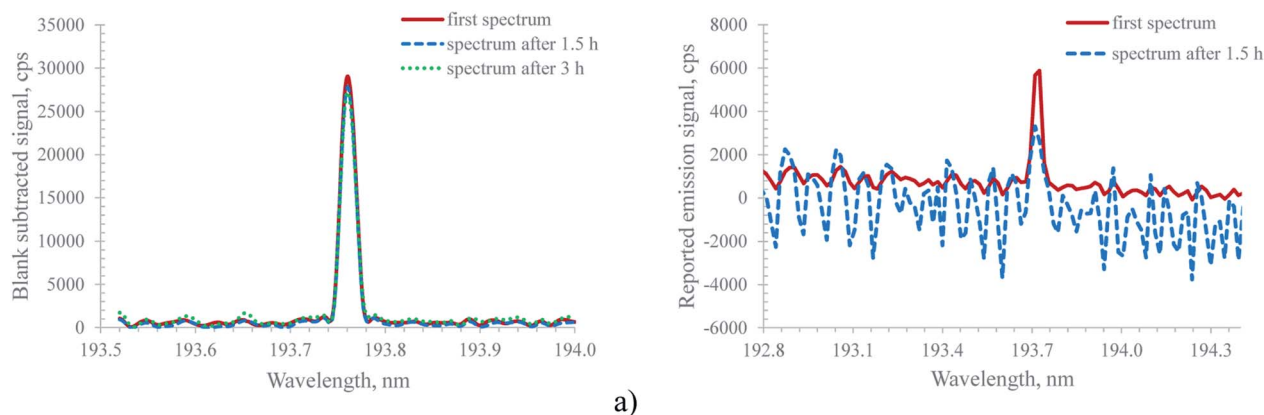 35000
30000
25000
20000
15000
10000
5000
0
Blank subtracted signal, cps
first spectrum
spectrum after 1.5 h
spectrum after 3 h
193.5 193.6 193.7 193.8 193.9 194.0
Wavelength, nm
8000
6000
4000
2000
0
-2000
-4000
-6000
Reported emission signal, cps
first spectrum
spectrum after 1.5 h
192.8 193.1 193.4 193.7 194.0 194.3
Wavelength, nm
a)